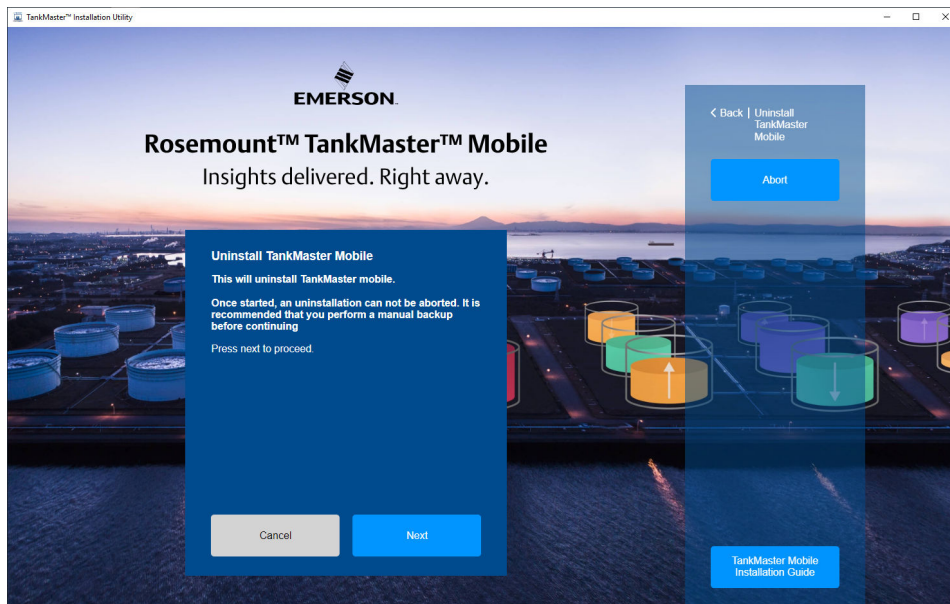 TankMaster™ Installation Utility
EMERSON.
Rosemount™ TankMaster™ Mobile
Insights delivered. Right away.
Uninstall TankMaster Mobile
This will uninstall TankMaster mobile.
Once started, an uninstallation can not be aborted. It is
recommended that you perform a manual backup
before continuing
Press next to proceed.
Cancel
Next
Back | Uninstall
TankMaster
Mobile
Abort
TankMaster Mobile
Installation Guide